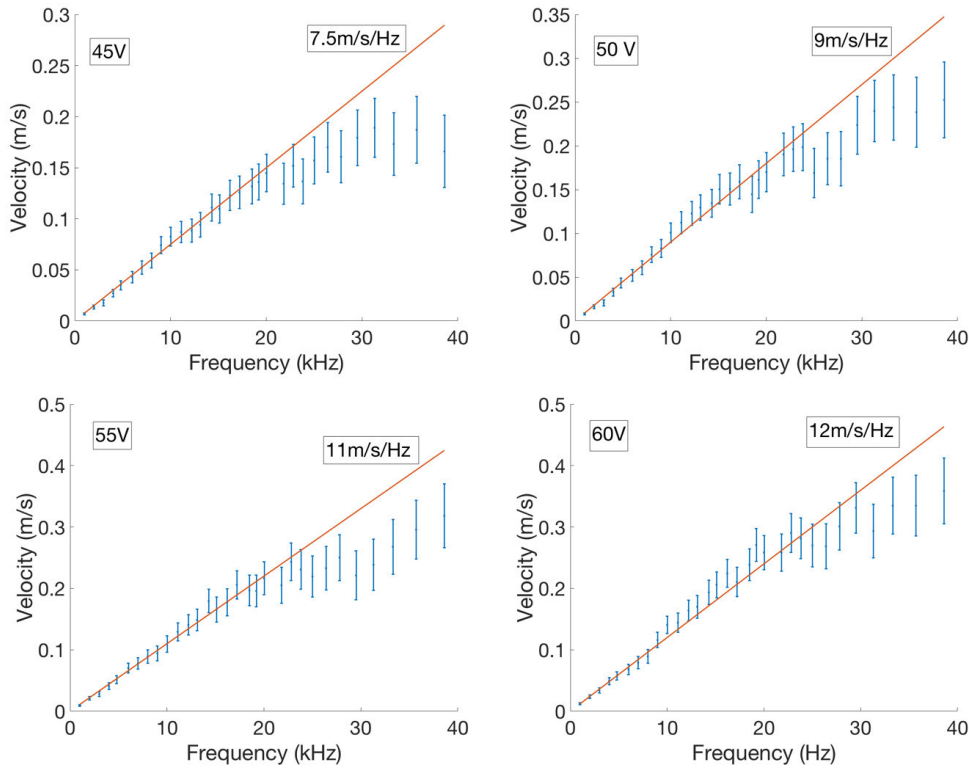 0.3
0.25
0.2
0.15
0.1
0.05
0
Velocity (m/s)
45V
7.5m/s/Hz
0 10 20 30 40
Frequency (kHz)
0.35
0.3
0.25
0.2
0.15
0.1
0.05
0
Velocity (m/s)
50 V
9m/s/Hz
0 10 20 30 40
Frequency (kHz)
0.5
0.4
0.3
0.2
0.1
0
Velocity (m/s)
55V
11m/s/Hz
0 10 20 30 40
Frequency (kHz)
0.5
0.4
0.3
0.2
0.1
0
Velocity (m/s)
60V
12m/s/Hz
0 10 20 30 40
Frequency (Hz)